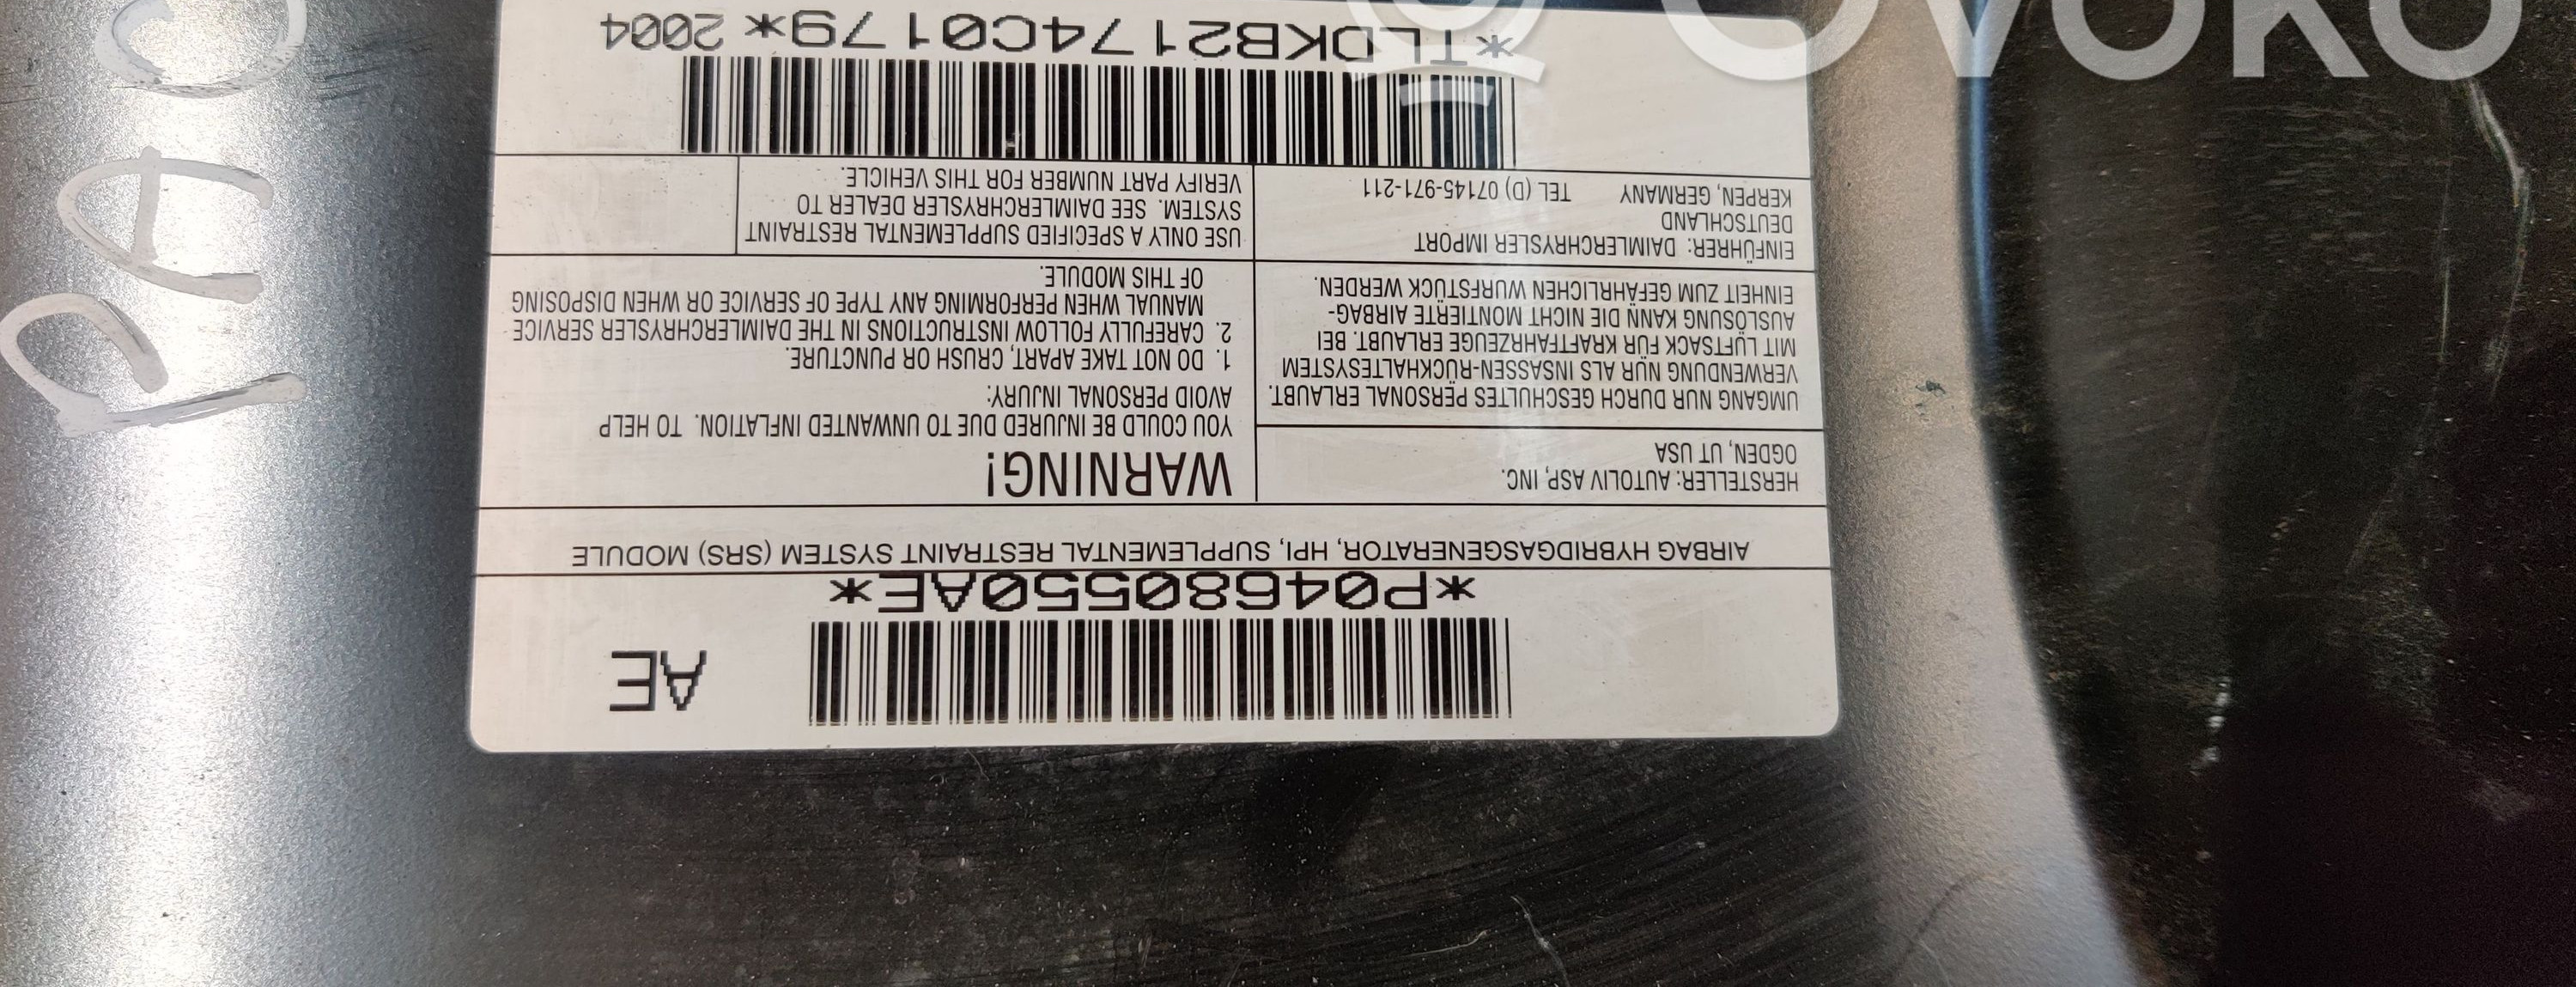 AE
*P04680550AE*
AIRBAG HYBRIDGASGENERATOR, HPI, SUPPLEMENTAL RESTRAINT SYSTEM (SRS) MODULE
HERSTELLER: AUTOLIV ASP, INC.
OGDEN, UT USA
UMGANG NUR DURCH GESCHULTES PERSONAL ERLAUBT.
VERWENDUNG NUR ALS INSASSEN-RÜCKHALTESYSTEM
MIT LUFTSACK FÜR KRAFTFAHRZEUGE ERLAUBT. BEI
AUSLÖSUNG KANN DIE NICHT MONTIERTE AIRBAG-
EINHEIT ZUM GEFÄHRLICHEN WURFSTÜCK WERDEN.
EINFÜHRER: DAIMLERCHRYSLER IMPORT
DEUTSCHLAND
KERPEN, GERMANY TEL (D) 07145-971-211
WARNING!
YOU COULD BE INJURED DUE TO UNWANTED INFLATION. TO HELP
AVOID PERSONAL INJURY:
1. DO NOT TAKE APART, CRUSH OR PUNCTURE.
2. CAREFULLY FOLLOW INSTRUCTIONS IN THE DAIMLERCHRYSLER SERVICE
MANUAL WHEN PERFORMING ANY TYPE OF SERVICE OR WHEN DISPOSING
OF THIS MODULE.
USE ONLY A SPECIFIED SUPPLEMENTAL RESTRAINT
SYSTEM. SEE DAIMLERCHRYSLER DEALER TO
VERIFY PART NUMBER FOR THIS VEHICLE.
*TLDKB2174C0179* 2004
PAC
OVOKO